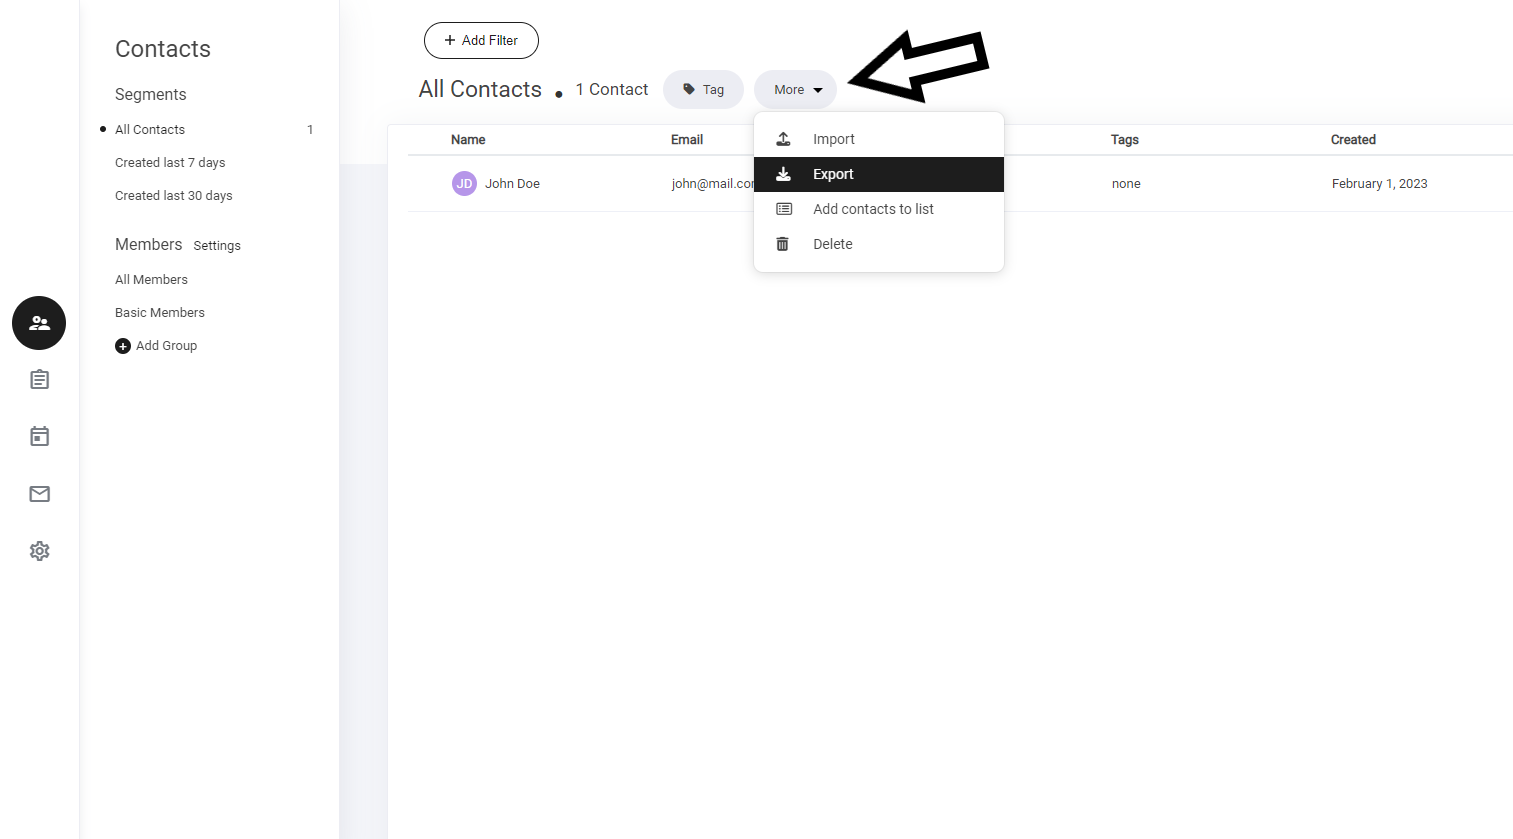 Contacts
Segments
All Contacts 1
Created last 7 days
Created last 30 days
Members Settings
All Members
Basic Members
Add Group
+ Add Filter
All Contacts • 1 Contact Tag More
Import
Export
Add contacts to list
Delete
Name Email Tags Created
JD John Doe john@mail.co none February 1, 2023